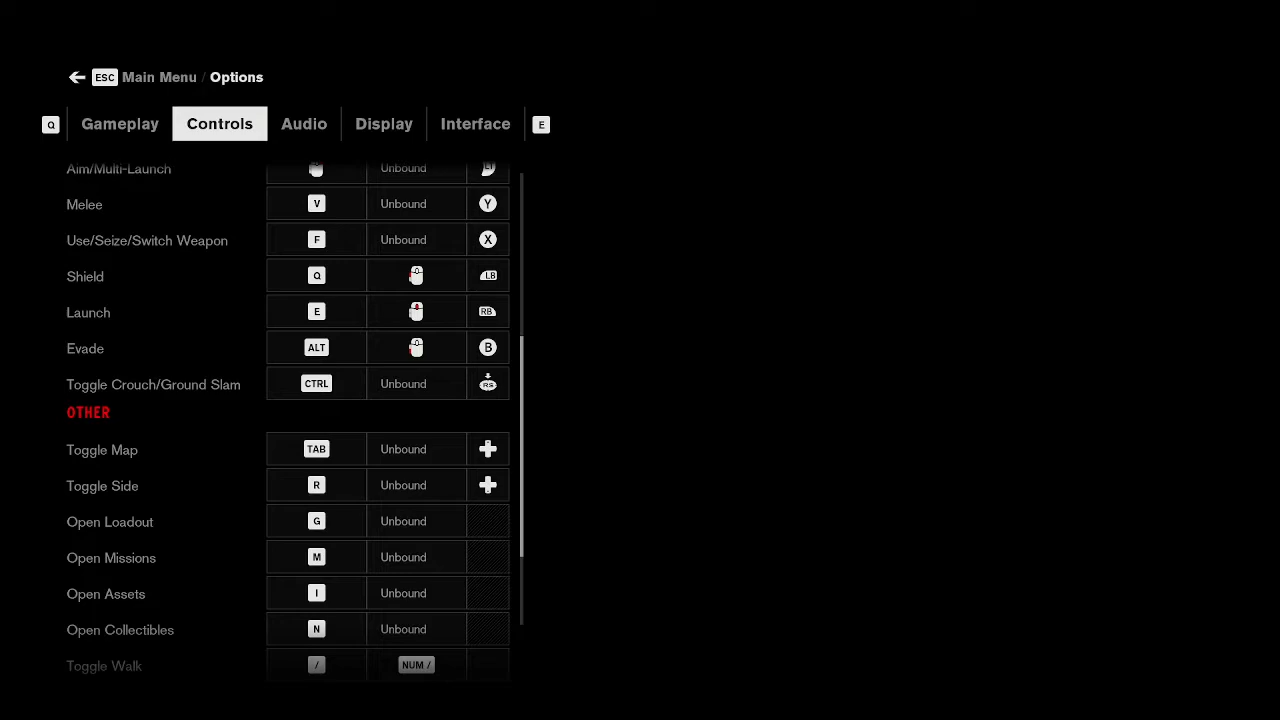 ESC Main Menu / Options
Q Gameplay Controls Audio Display Interface E
Aim/Multi-Launch Unbound LT
Melee V Unbound Y
Use/Seize/Switch Weapon F Unbound X
Shield Q LB
Launch E RB
Evade ALT B
Toggle Crouch/Ground Slam CTRL Unbound RS
OTHER
Toggle Map TAB Unbound
Toggle Side R Unbound
Open Loadout G Unbound
Open Missions M Unbound
Open Assets I Unbound
Open Collectibles N Unbound
Toggle Walk / NUM /